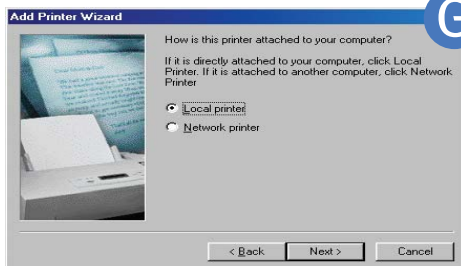 Add Printer Wizard
G
How is this printer attached to your computer?
If it is directly attached to your computer, click Local
Printer. If it is attached to another computer, click Network
Printer
Local printer
Network printer
< Back
Next >
Cancel